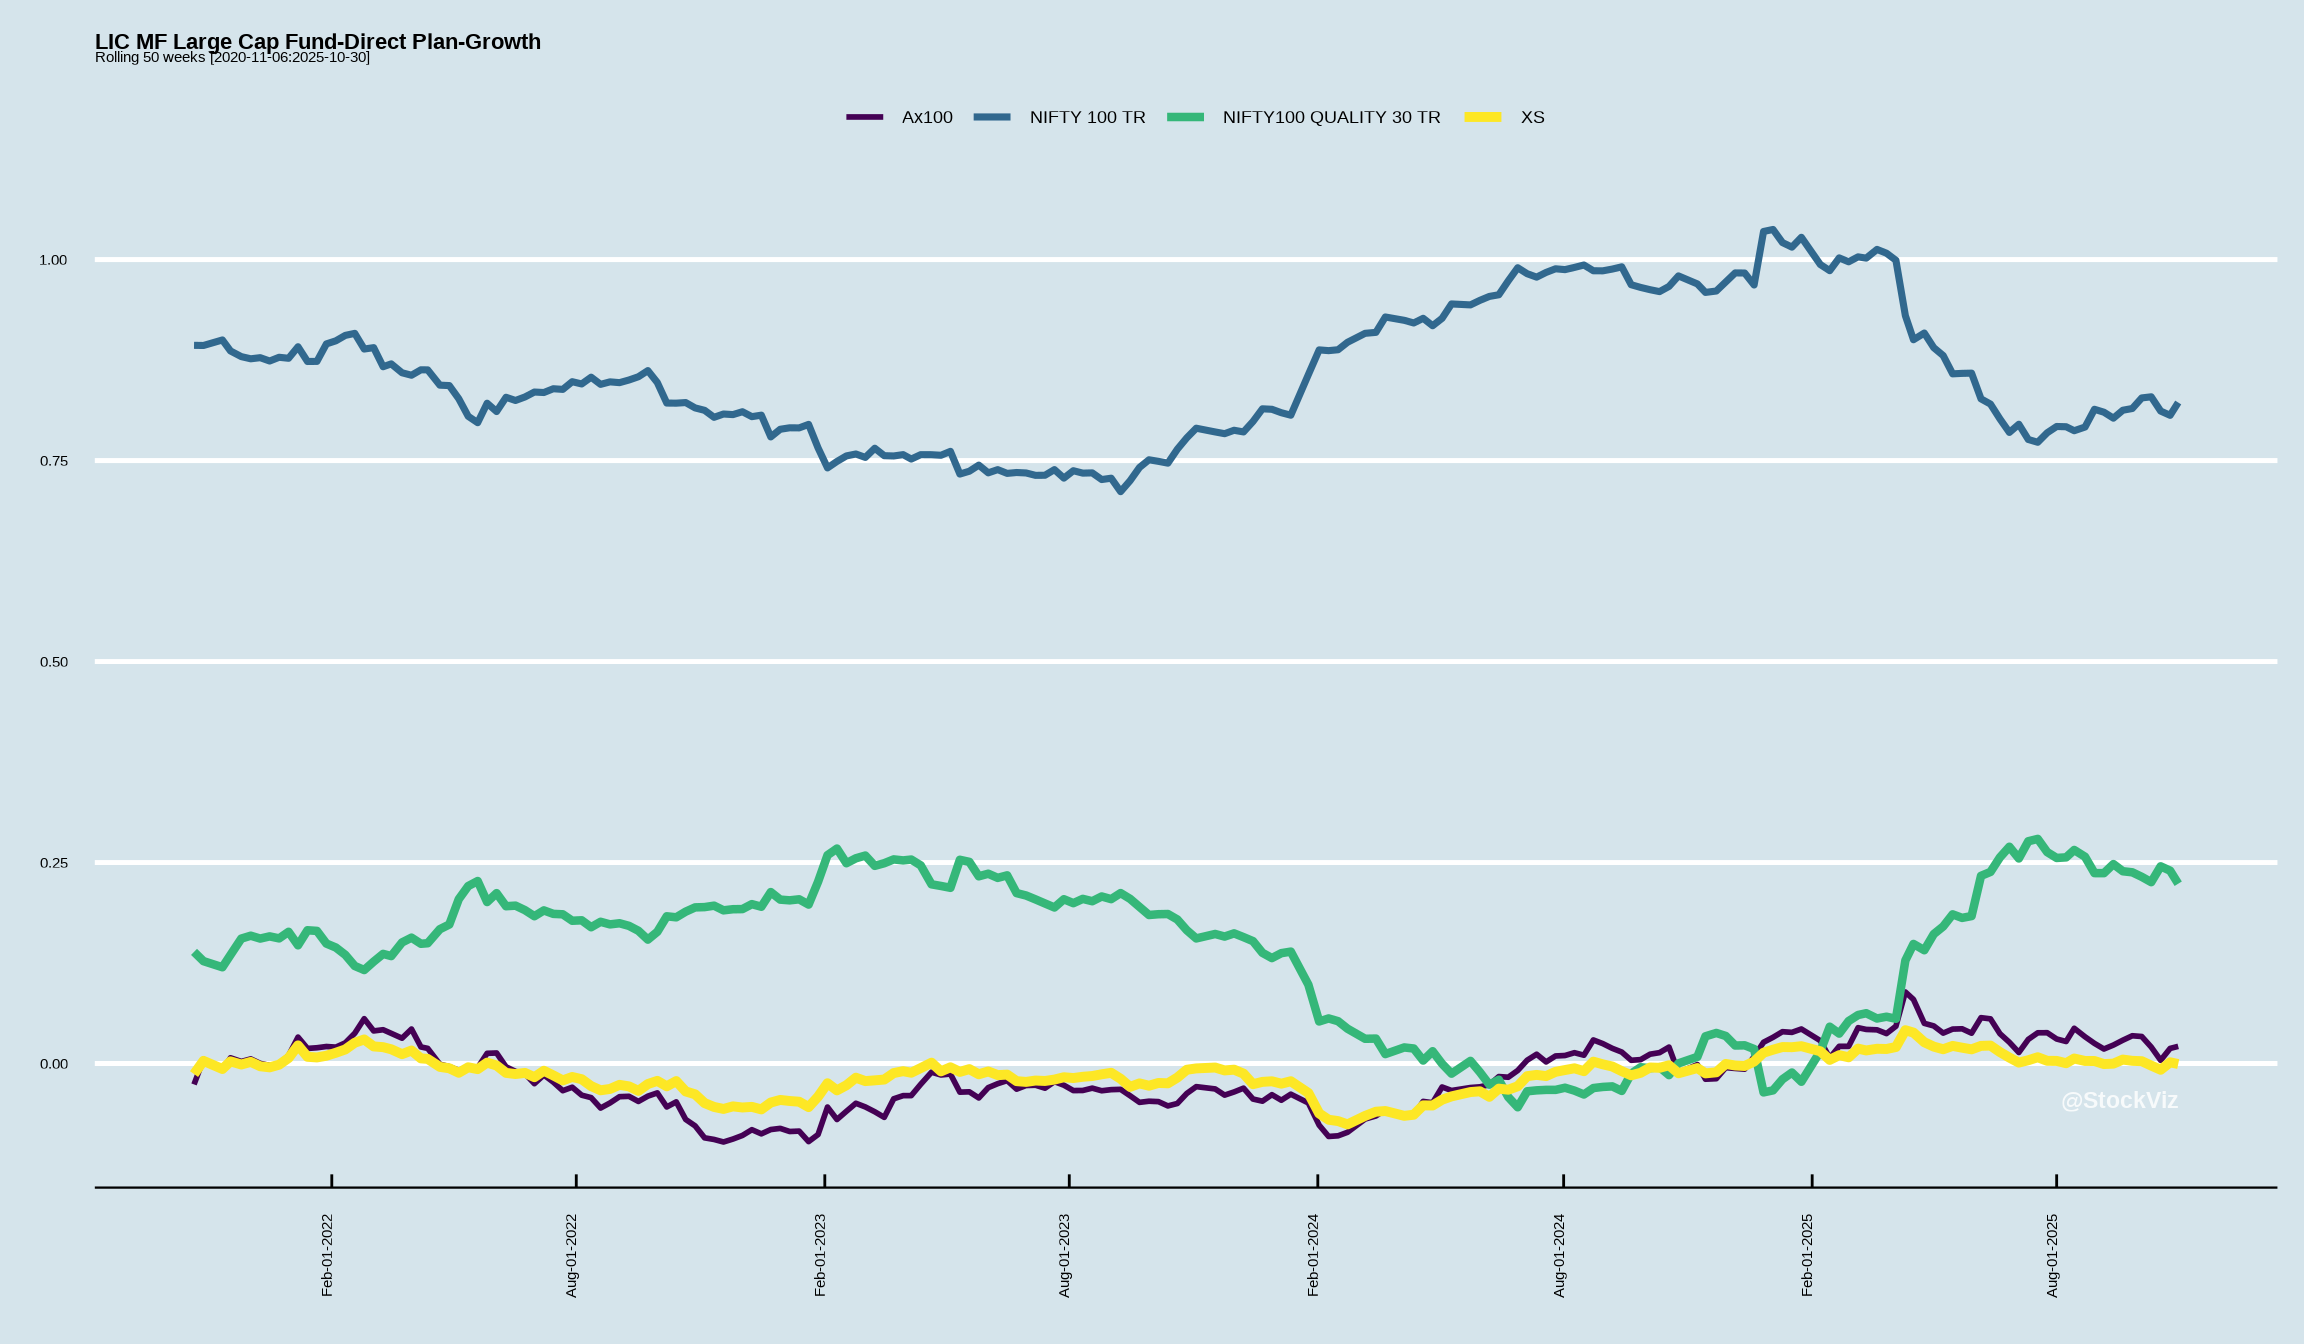 LIC MF Large Cap Fund-Direct Plan-Growth
Rolling 50 weeks [2020-11-06:2025-10-30]
Ax100 NIFTY 100 TR NIFTY100 QUALITY 30 TR XS
1.00
0.75
0.50
0.25
0.00
@StockViz
Feb-01-2022 Aug-01-2022 Feb-01-2023 Aug-01-2023 Feb-01-2024 Aug-01-2024 Feb-01-2025 Aug-01-2025